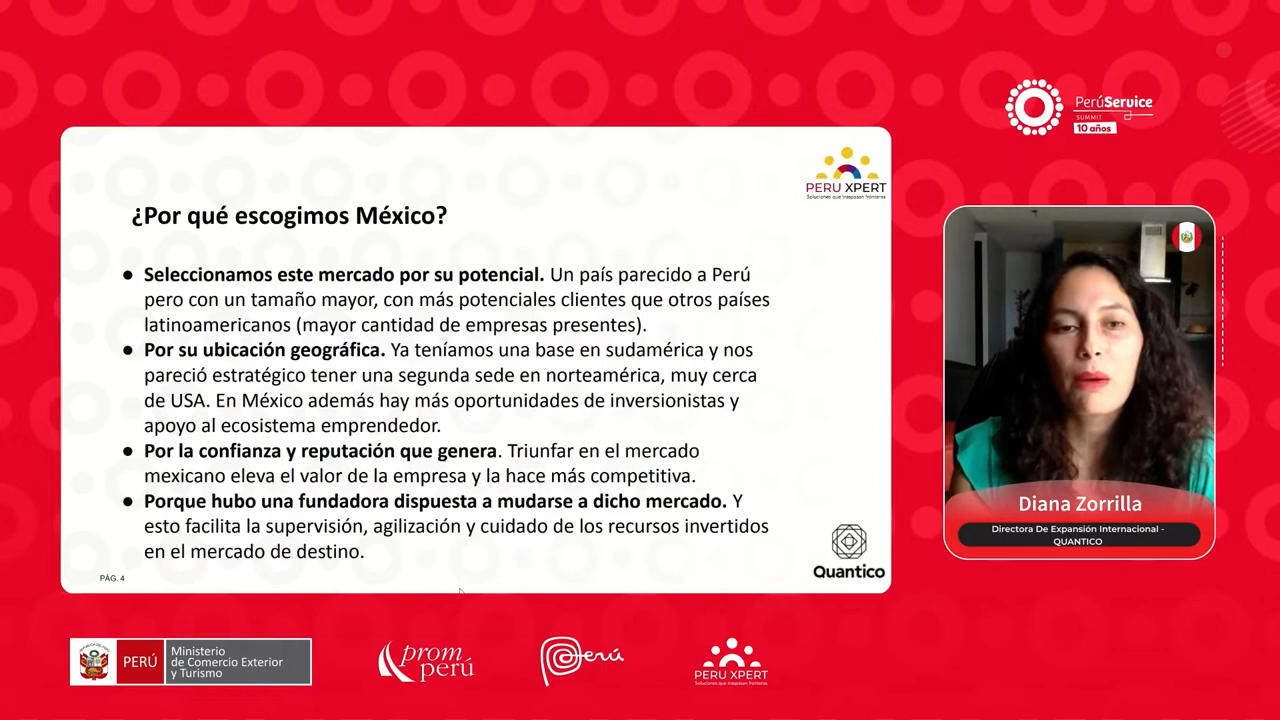 PerúService
SUMMIT
10 años
PERU XPERT
Soluciones que traspasan fronteras
¿Por qué escogimos México?
● Seleccionamos este mercado por su potencial. Un país parecido a Perú
pero con un tamaño mayor, con más potenciales clientes que otros países
latinoamericanos (mayor cantidad de empresas presentes).
● Por su ubicación geográfica. Ya teníamos una base en sudamérica y nos
pareció estratégico tener una segunda sede en norteamérica, muy cerca
de USA. En México además hay más oportunidades de inversionistas y
apoyo al ecosistema emprendedor.
● Por la confianza y reputación que genera. Triunfar en el mercado
mexicano eleva el valor de la empresa y la hace más competitiva.
● Porque hubo una fundadora dispuesta a mudarse a dicho mercado. Y
esto facilita la supervisión, agilización y cuidado de los recursos invertidos
en el mercado de destino.
PÁG. 4
Quantico
Diana Zorrilla
Directora De Expansión Internacional -
QUANTICO
PERÚ
Ministerio
de Comercio Exterior
y Turismo
prom
perú
Perú
PERU XPERT
Soluciones que traspasan fronteras